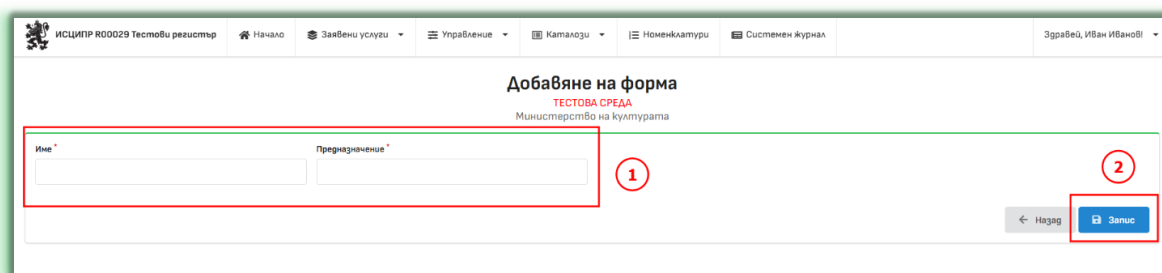 ИСЦИПР R00029 Тестови регистър Начало Заявени услуги Управление Каталози Номенклатури Системен журнал Здравей, Иван Иванов!
Добавяне на форма
ТЕСТОВА СРЕДА
Министерство на културата
Име * Предназначение *
1
2
Назад Запис